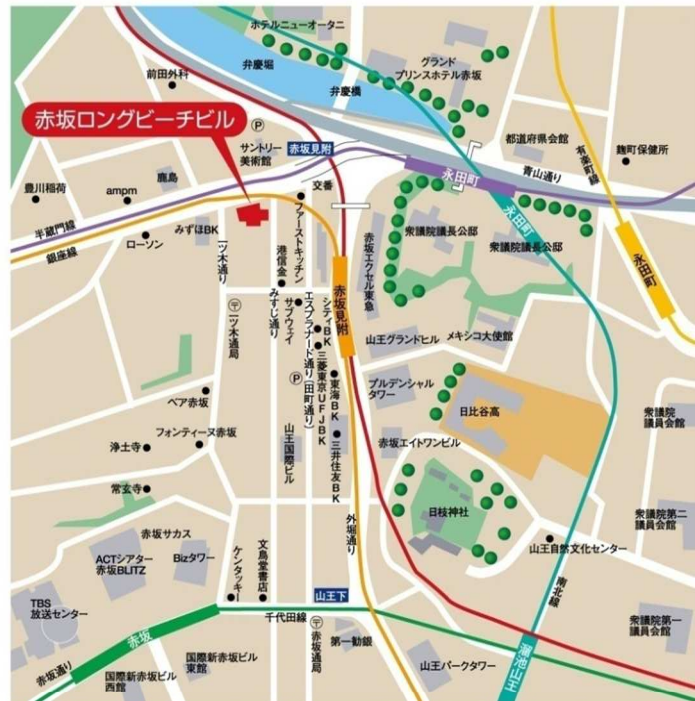 ホテルニューオータニ
グランド
プリンスホテル赤坂
弁慶堀
弁慶橋
前田外科
赤坂ロングビーチビル
P
サントリー
美術館
赤坂見附
都道府県会館
麹町保健所
有楽町線
青山通り
永田町
豊川稲荷
ampm
鹿島
交番
半蔵門線
銀座線
ローソン
みずほBK
一ツ木通り
ファーストキッチン
港信金
みすじ通り
赤坂エクセル東急
衆議院議長公邸
衆議院議長公邸
永田町
永田町
〒
一ツ木通局
サブウェイ
エスプラナード通り(田町通り)
シティBK
三菱東京UFJBK
赤坂見附
山王グランドヒル
メキシコ大使館
P
東海BK
プルデンシャル
タワー
日比谷高
衆議院
議員会館
ベア赤坂
フォンティーヌ赤坂
浄土寺
山王国際ビル
三井住友BK
赤坂エイトワンビル
常玄寺
日枝神社
外堀通り
衆議院第二
議員会館
山王自然文化センター
赤坂サカス
ACTシアター
赤坂BLITZ
Bizタワー
ケンタッキー
文鳥堂書店
山王下
千代田線
南北線
TBS
放送センター
赤坂
赤坂通り
〒
赤坂通局
第一勧銀
衆議院第一
議員会館
国際新赤坂ビル
東館
国際新赤坂ビル
西館
山王パークタワー
溜池山王